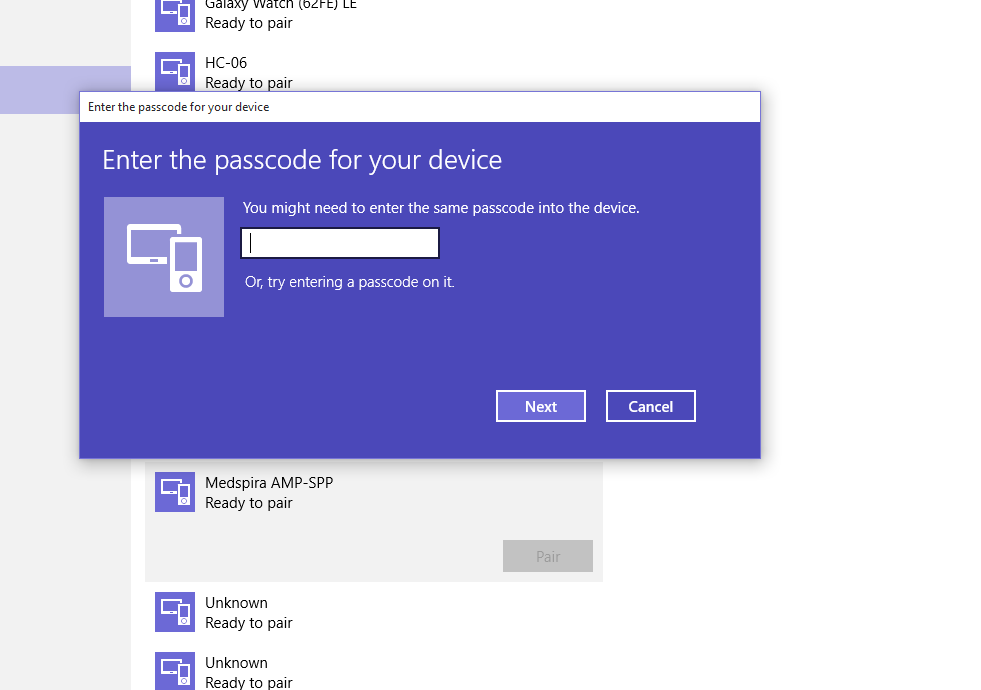 Galaxy Watch (62FE) LE
Ready to pair
HC-06
Ready to pair
Enter the passcode for your device
Enter the passcode for your device
You might need to enter the same passcode into the device.
Or, try entering a passcode on it.
Next
Cancel
Medspira AMP-SPP
Ready to pair
Pair
Unknown
Ready to pair
Unknown
Ready to pair